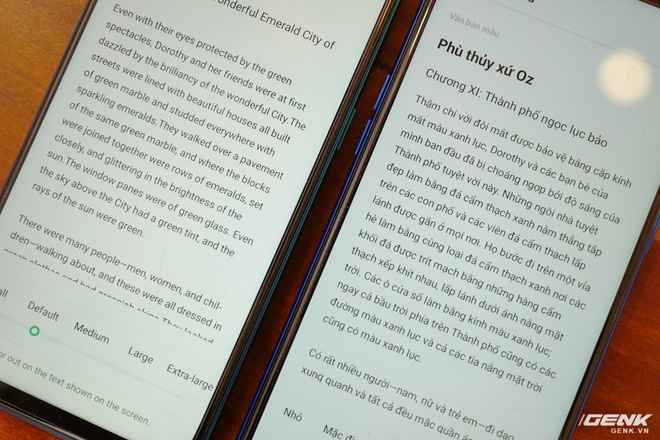 onderful Emerald City of
Even with their eyes protected by the green
spectacles, Dorothy and her friends were at first
dazzled by the brilliancy of the wonderful City. The
streets were lined with beautiful houses all built
of green marble and studded everywhere with
sparkling emeralds. They walked over a pavement
of the same green marble, and where the blocks
were joined together were rows of emeralds, set
closely, and glittering in the brightness of the
sun. The window panes were of green glass. Even
the sky above the City had a green tint, and the
rays of the sun were green.
There were many people—men, women, and chil-
dren—walking about, and these were all dressed in
all
Default
Medium
Large
Extra-large
or out on the text shown on the screen.
Văn bản mẫu
Phù thủy xứ Oz
Chương XI: Thành phố ngọc lục bảo
Thậm chí với đôi mắt được bảo vệ bằng cặp kính
mát màu xanh lục, Dorothy và các bạn bè của
mình ban đầu đã bị choáng ngợp bởi độ sáng của
Thành phố tuyệt vời này. Những ngôi nhà tuyệt
đẹp làm bằng đá cẩm thạch xanh nằm thẳng tắp
trên các con phố và các viên đá cẩm thạch lấp
lánh được gắn ở mọi nơi. Họ bước đi trên một vỉa
hè làm bằng cùng loại đá cẩm thạch xanh nơi các
khối đá được trít mạch bằng những hàng cẩm
thạch xếp khít nhau, lấp lánh dưới ánh nắng mặt
trời. Các ô cửa sổ làm bằng kính màu xanh lục;
ngay cả bầu trời phía trên Thành phố cũng có các
đường màu xanh lục và cả các tia nắng mặt trời
cũng có màu xanh lục.
Có rất nhiều người—nam, nữ và trẻ em—đi dạo
xung quanh và tất cả đều mặc quần áo
Nhỏ
Mặc đị
GENK
GENK.VN